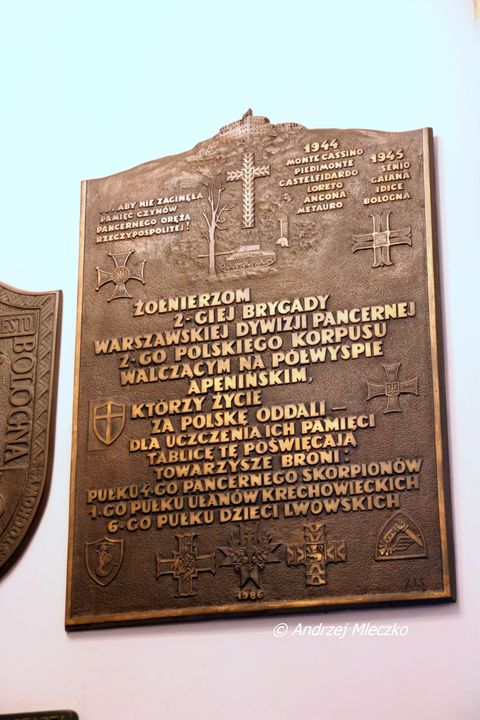 1944
MONTE CASSINO
PIEDIMONTE
CASTELFIDARDO
LORETO
ANCONA
METAURO
1945
SENIO
GAIANA
IDICE
BOLOGNA
... ABY NIE ZAGINĘŁA
PAMIĘĆ CZYNÓW
PANCERNEGO ORĘŻA
RZECZYPOSPOLITEJ!
ŻOŁNIERZOM
2-GIEJ BRYGADY
WARSZAWSKIEJ DYWIZJI PANCERNEJ
2-GO POLSKIEGO KORPUSU
WALCZĄCYM NA PÓŁWYSPIE
APENIŃSKIM,
KTÓRZY ŻYCIE
ZA POLSKĘ ODDALI –
DLA UCZCZENIA ICH PAMIĘCI
TABLICĘ TĘ POŚWIĘCAJĄ
TOWARZYSZE BRONI:
PUŁKU 4-GO PANCERNEGO SKORPIONÓW
1-GO PUŁKU UŁANÓW KRECHOWIECKICH
6-GO PUŁKU DZIECI LWOWSKICH
1986
BOLOGNA
© Andrzej Mleczko